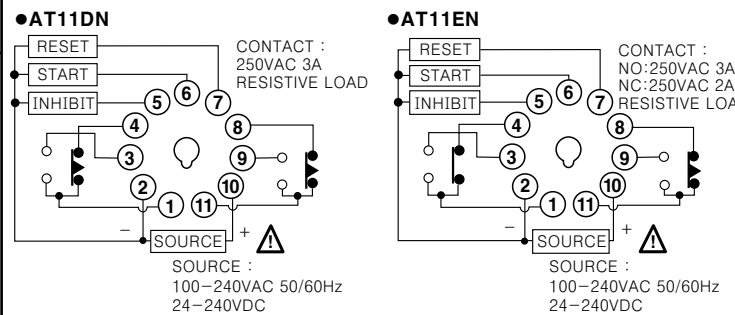 ●AT11DN
RESET
START
INHIBIT
CONTACT :
250VAC 3A
RESISTIVE LOAD
6
5
7
4
8
3
9
2
10
1
11
−
SOURCE
+
SOURCE :
100−240VAC 50/60Hz
24−240VDC
●AT11EN
RESET
START
INHIBIT
CONTACT :
NO:250VAC 3A
NC:250VAC 2A
RESISTIVE LOA
6
5
7
4
8
3
9
2
10
1
11
−
SOURCE
+
SOURCE :
100−240VAC 50/60Hz
24−240VDC